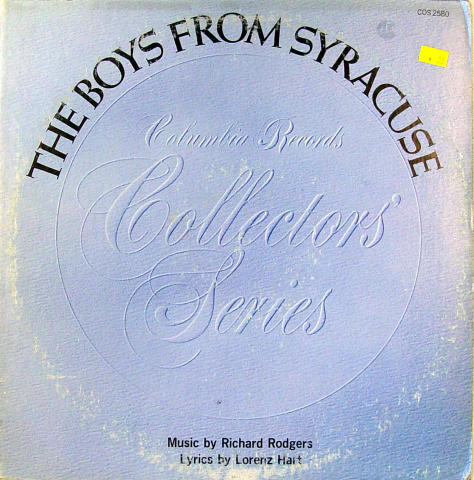 COS 2580
THE BOYS FROM SYRACUSE
Columbia Records
Collectors'
Series
Music by Richard Rodgers
Lyrics by Lorenz Hart